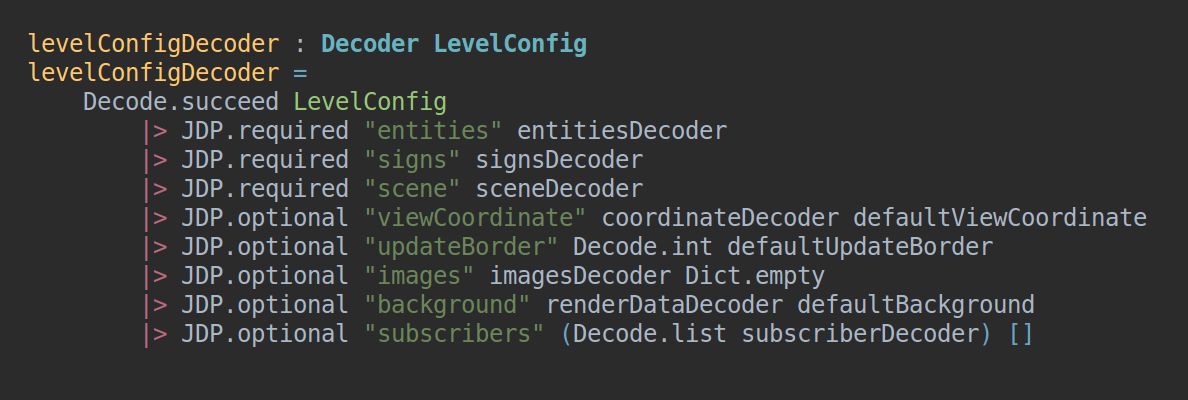 levelConfigDecoder : Decoder LevelConfig
levelConfigDecoder =
    Decode.succeed LevelConfig
        |> JDP.required "entities" entitiesDecoder
        |> JDP.required "signs" signsDecoder
        |> JDP.required "scene" sceneDecoder
        |> JDP.optional "viewCoordinate" coordinateDecoder defaultViewCoordinate
        |> JDP.optional "updateBorder" Decode.int defaultUpdateBorder
        |> JDP.optional "images" imagesDecoder Dict.empty
        |> JDP.optional "background" renderDataDecoder defaultBackground
        |> JDP.optional "subscribers" (Decode.list subscriberDecoder) []